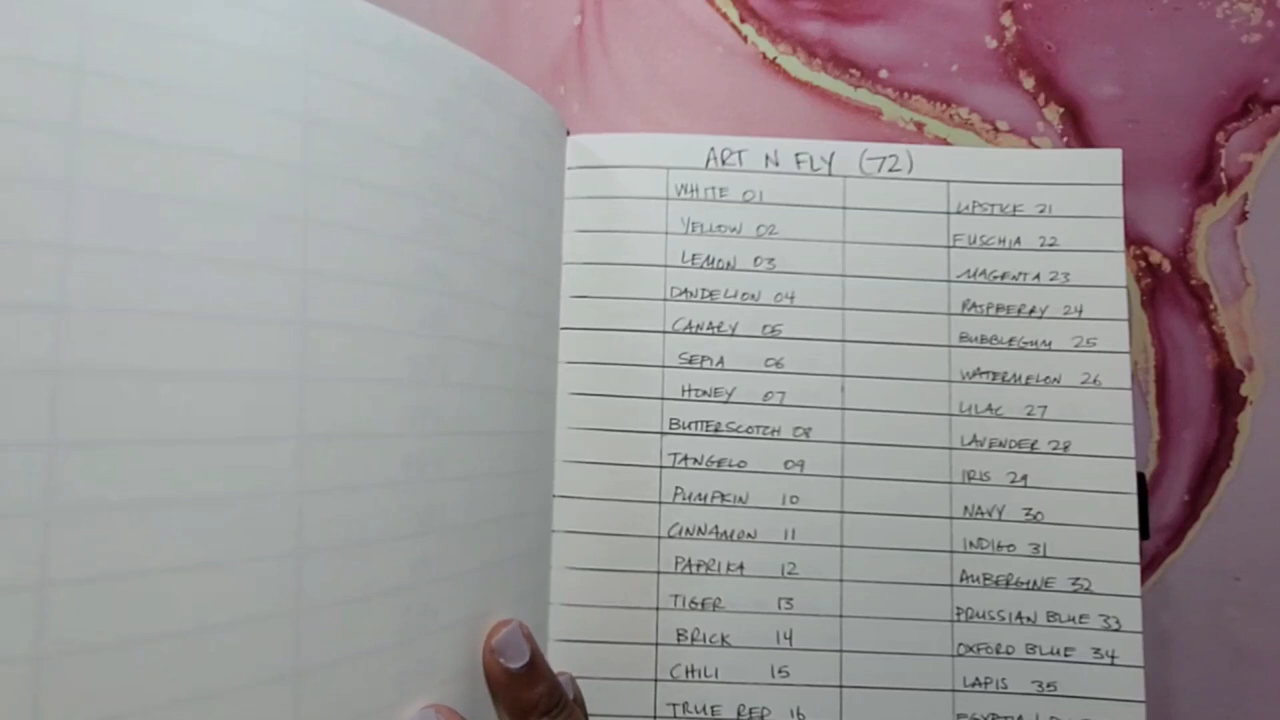 ART N FLY (72)
WHITE 01
YELLOW 02
LEMON 03
DANDELION 04
CANARY 05
SEPIA 06
HONEY 07
BUTTERSCOTCH 08
TANGELO 09
PUMPKIN 10
CINNAMON 11
PAPRIKA 12
TIGER 13
BRICK 14
CHILI 15
TRUE RED 16
LIPSTICK 21
FUSCHIA 22
MAGENTA 23
RASPBERRY 24
BUBBLEGUM 25
WATERMELON 26
LILAC 27
LAVENDER 28
IRIS 29
NAVY 30
INDIGO 31
AUBERGINE 32
PRUSSIAN BLUE 33
OXFORD BLUE 34
LAPIS 35